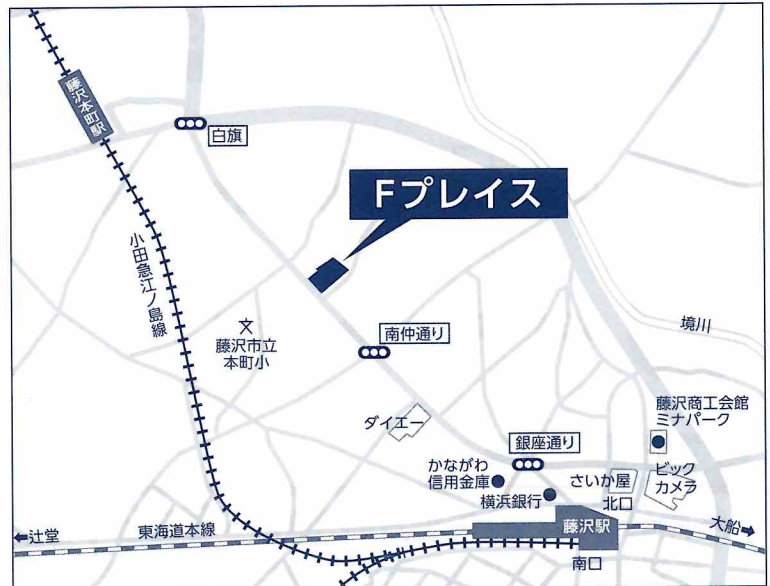 藤沢本町駅
白旗
Fプレイス
小田急江ノ島線
境川
藤沢市立
本町小
南仲通り
ダイエー
藤沢商工会館
ミナパーク
銀座通り
かながわ
信用金庫
横浜銀行
さいか屋
ビック
カメラ
北口
←辻堂
東海道本線
藤沢駅
大船→
南口